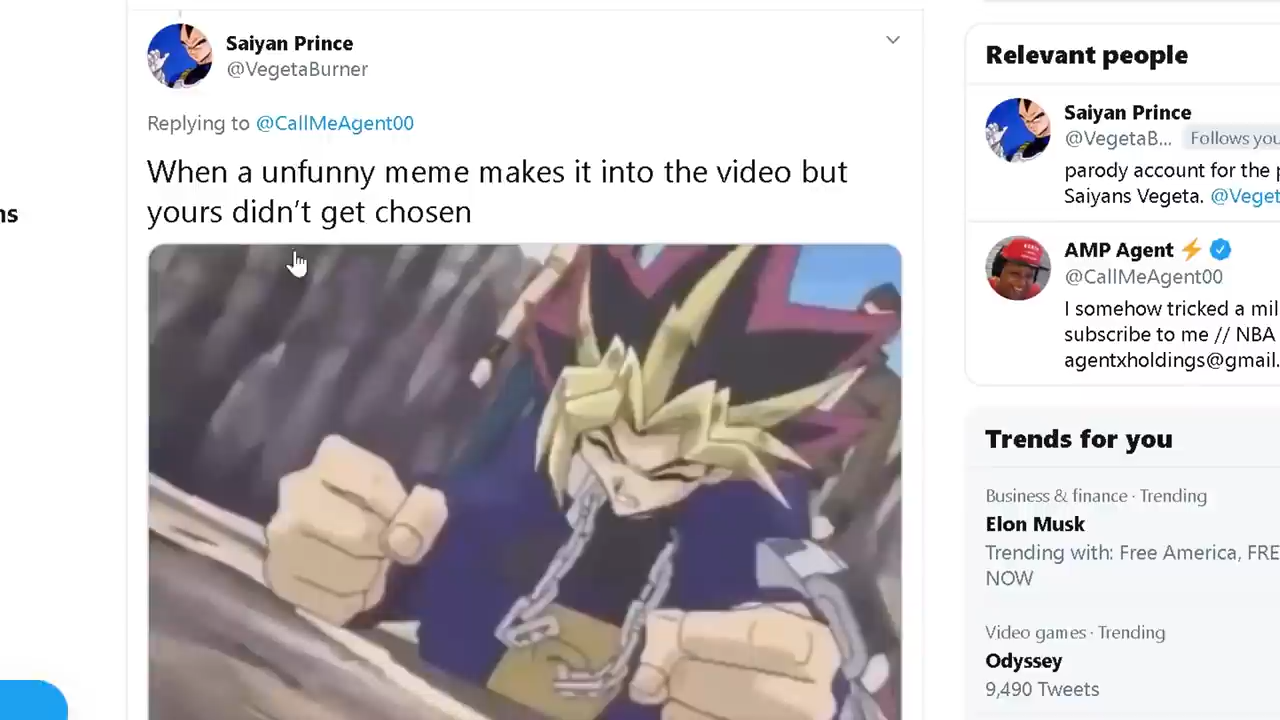 Saiyan Prince
@VegetaBurner
Replying to @CallMeAgent00
When a unfunny meme makes it into the video but
yours didn't get chosen
ns
Relevant people
Saiyan Prince
@VegetaB... Follows you
parody account for the p
Saiyans Vegeta. @Veget
AMP Agent ⚡
@CallMeAgent00
I somehow tricked a mil
subscribe to me // NBA
agentxholdings@gmail.
Trends for you
Business & finance · Trending
Elon Musk
Trending with: Free America, FRE
NOW
Video games · Trending
Odyssey
9,490 Tweets